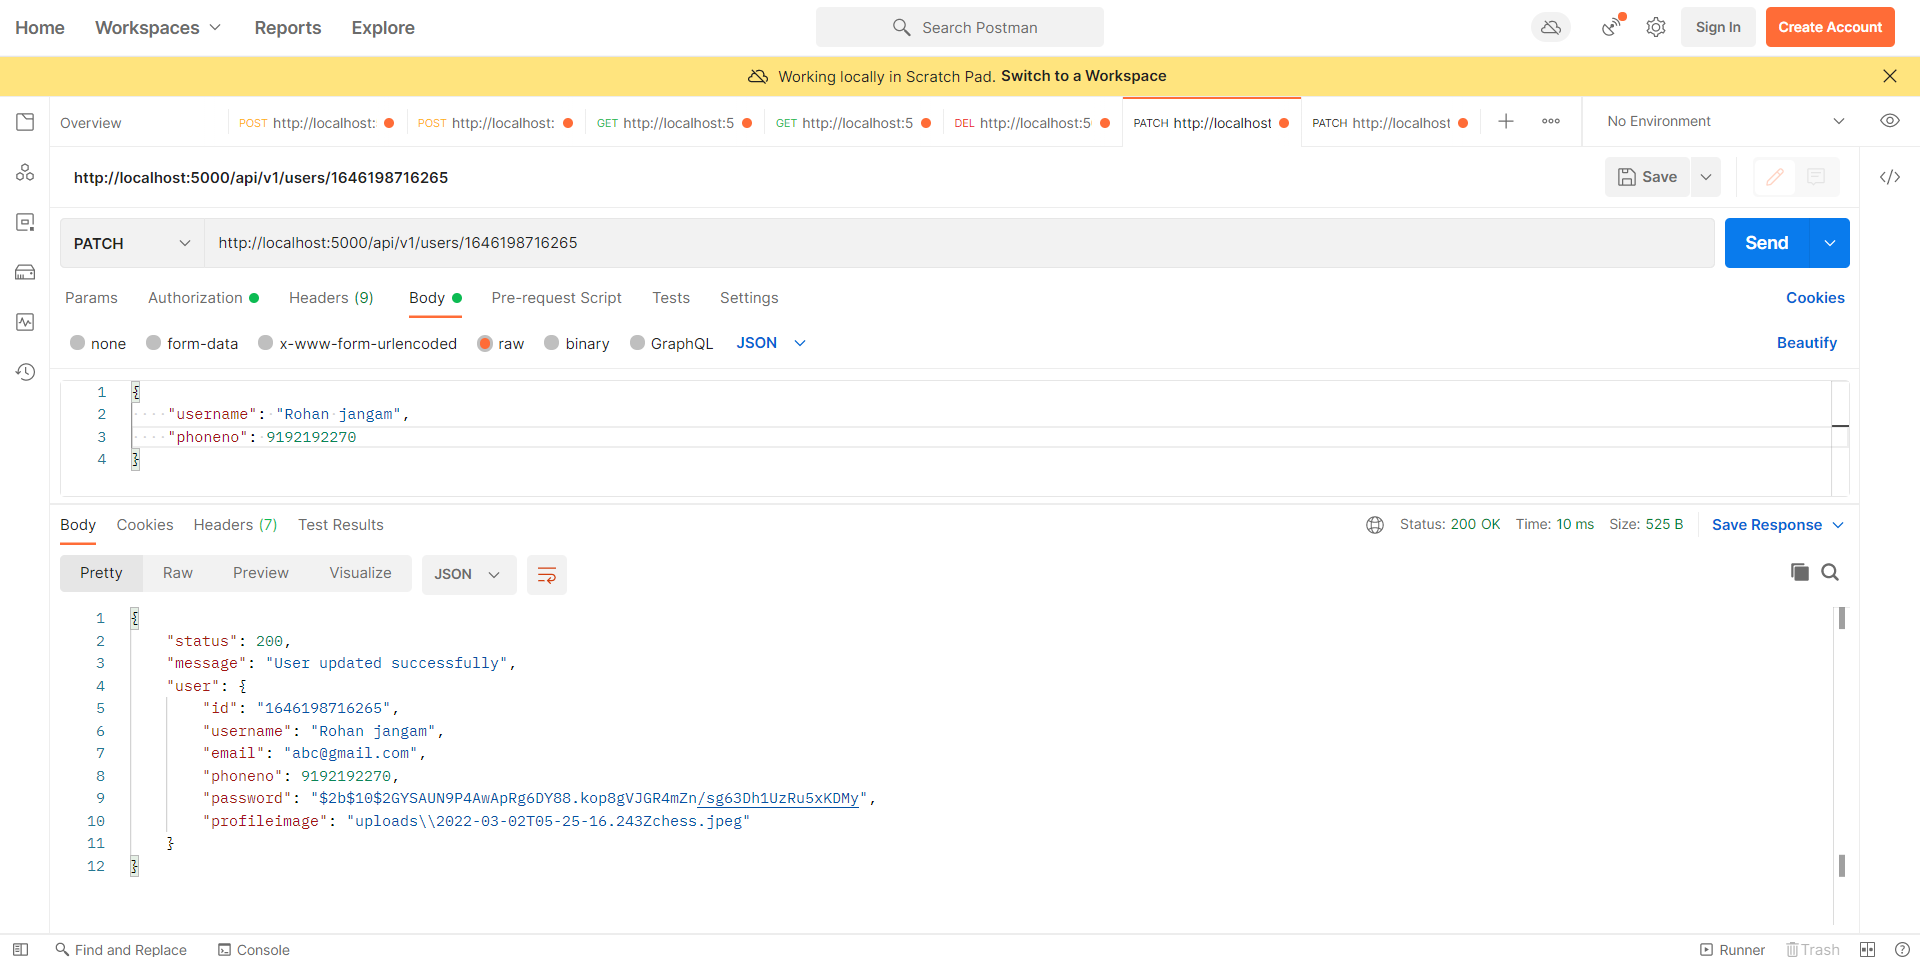 Home Workspaces Reports Explore Search Postman Sign In Create Account
Working locally in Scratch Pad. Switch to a Workspace
Overview POST http://localhost: POST http://localhost: GET http://localhost:5 GET http://localhost:5 DEL http://localhost:5 PATCH http://localhost PATCH http://localhost No Environment
http://localhost:5000/api/v1/users/1646198716265 Save
PATCH http://localhost:5000/api/v1/users/1646198716265 Send
Params Authorization Headers (9) Body Pre-request Script Tests Settings Cookies
none form-data x-www-form-urlencoded raw binary GraphQL JSON Beautify
1 {
2 "username": "Rohan jangam",
3 "phoneno": 9192192270
4 }
Body Cookies Headers (7) Test Results Status: 200 OK Time: 10 ms Size: 525 B Save Response
Pretty Raw Preview Visualize JSON
1 {
2 "status": 200,
3 "message": "User updated successfully",
4 "user": {
5 "id": "1646198716265",
6 "username": "Rohan jangam",
7 "email": "abc@gmail.com",
8 "phoneno": 9192192270,
9 "password": "$2b$10$2GYSAUN9P4AwApRg6DY88.kop8gVJGR4mZn/sg63Dh1UzRu5xKDMy",
10 "profileimage": "uploads\\2022-03-02T05-25-16.243Zchess.jpeg"
11 }
12 }
Find and Replace Console Runner Trash